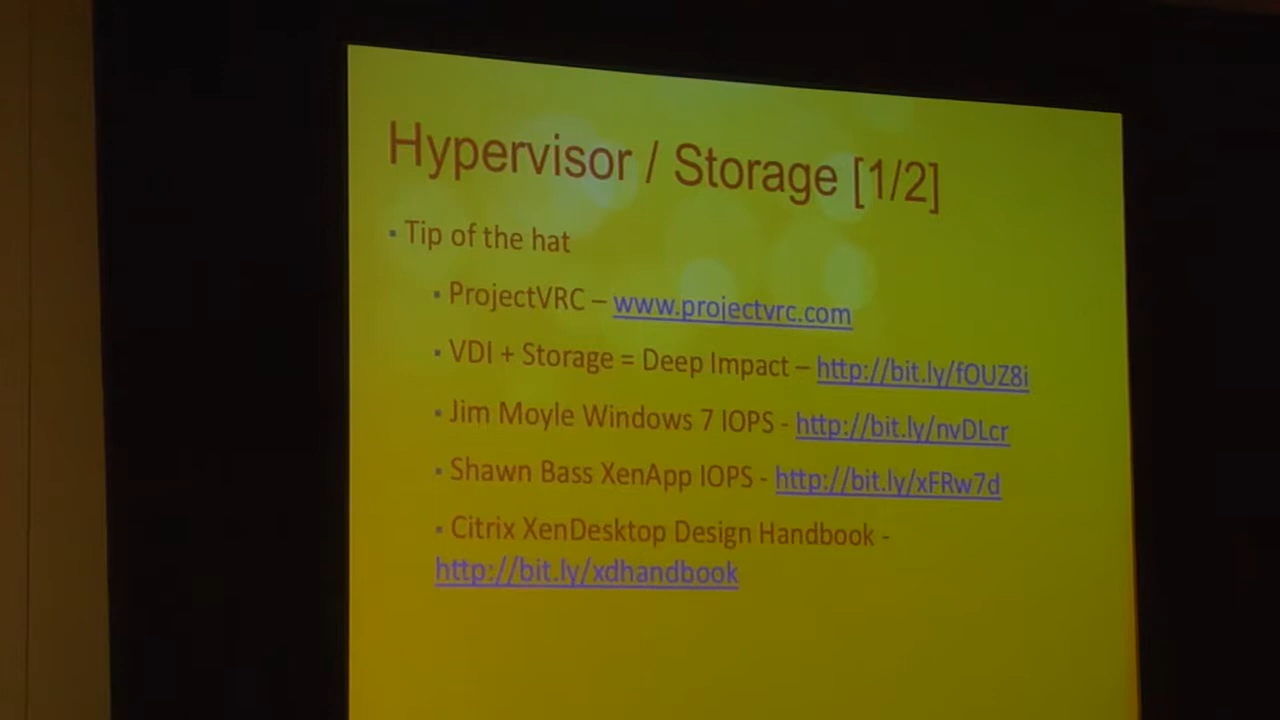 Hypervisor / Storage [1/2]
▪ Tip of the hat
▪ ProjectVRC – www.projectvrc.com
▪ VDI + Storage = Deep Impact – http://bit.ly/fOUZ8i
▪ Jim Moyle Windows 7 IOPS - http://bit.ly/nvDLcr
▪ Shawn Bass XenApp IOPS - http://bit.ly/xFRw7d
▪ Citrix XenDesktop Design Handbook -
http://bit.ly/xdhandbook